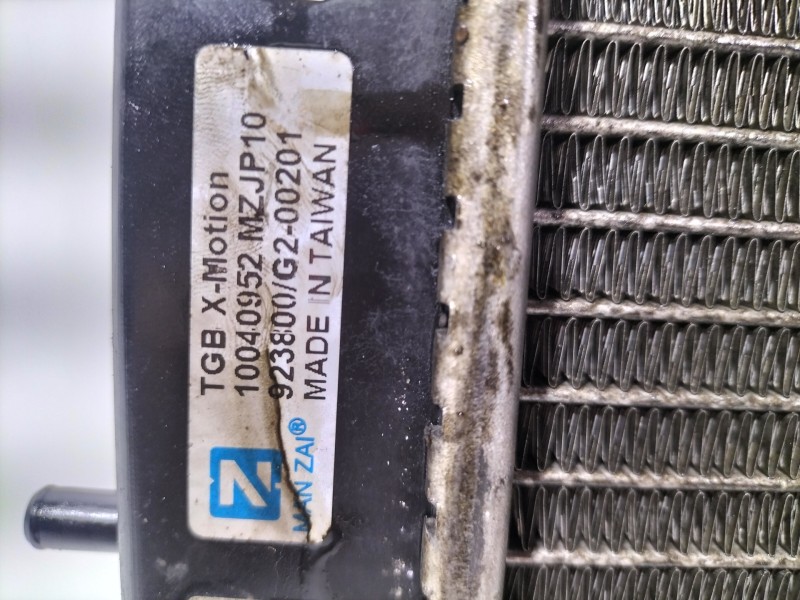 TGB X-Motion
10040952 MZJP10
923800/G2-00201
MADE IN TAIWAN
Z
MAN ZAI®